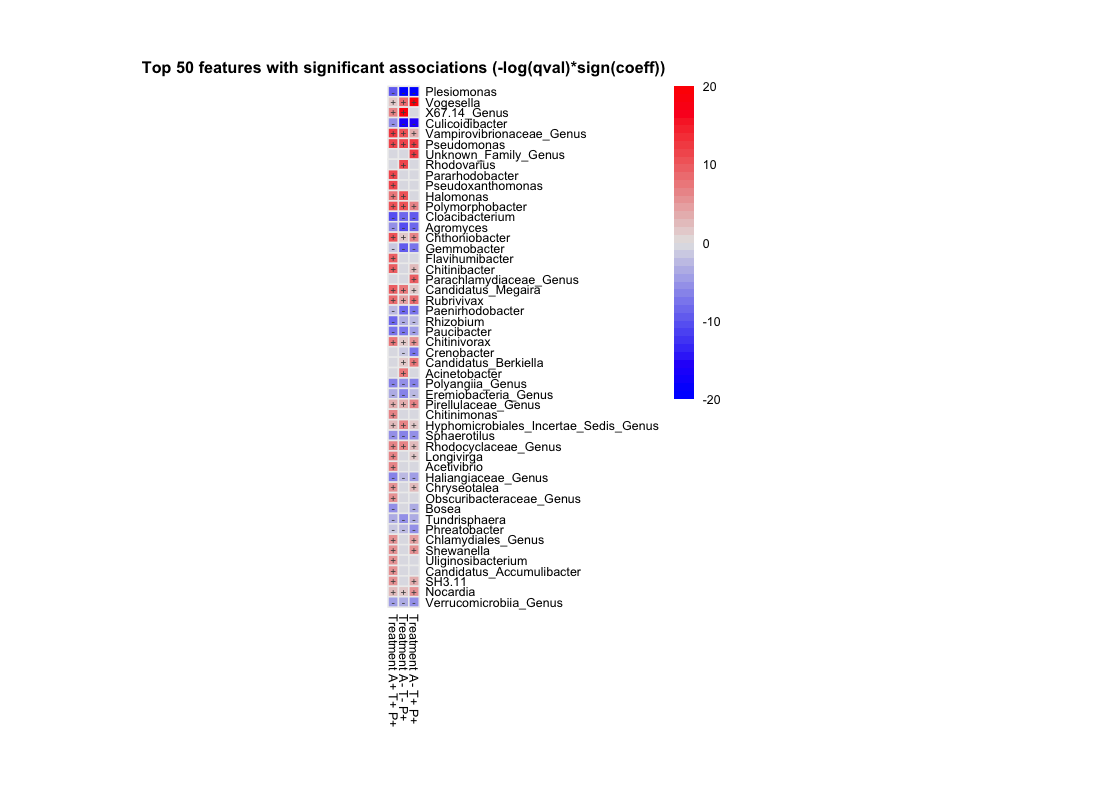 Top 50 features with significant associations (-log(qval)*sign(coeff))
Plesiomonas
Vogesella
X67.14_Genus
Culicoidibacter
Vampirovibrionaceae_Genus
Pseudomonas
Unknown_Family_Genus
Rhodovarius
Pararhodobacter
Pseudoxanthomonas
Halomonas
Polymorphobacter
Cloacibacterium
Agromyces
Chthoniobacter
Gemmobacter
Flavihumibacter
Chitinibacter
Parachlamydiaceae_Genus
Candidatus_Megaira
Rubrivivax
Paenirhodobacter
Rhizobium
Paucibacter
Chitinivorax
Crenobacter
Candidatus_Berkiella
Acinetobacter
Polyangiia_Genus
Eremiobacteria_Genus
Pirellulaceae_Genus
Chitinimonas
Hyphomicrobiales_Incertae_Sedis_Genus
Sphaerotilus
Rhodocyclaceae_Genus
Longivirga
Acetivibrio
Haliangiaceae_Genus
Chryseotalea
Obscuribacteraceae_Genus
Bosea
Tundrisphaera
Phreatobacter
Chlamydiales_Genus
Shewanella
Uliginosibacterium
Candidatus_Accumulibacter
SH3.11
Nocardia
Verrucomicrobiia_Genus
Treatment A+ T+ P+
Treatment A- T- P+
Treatment A- T+ P+
20
10
0
-10
-20